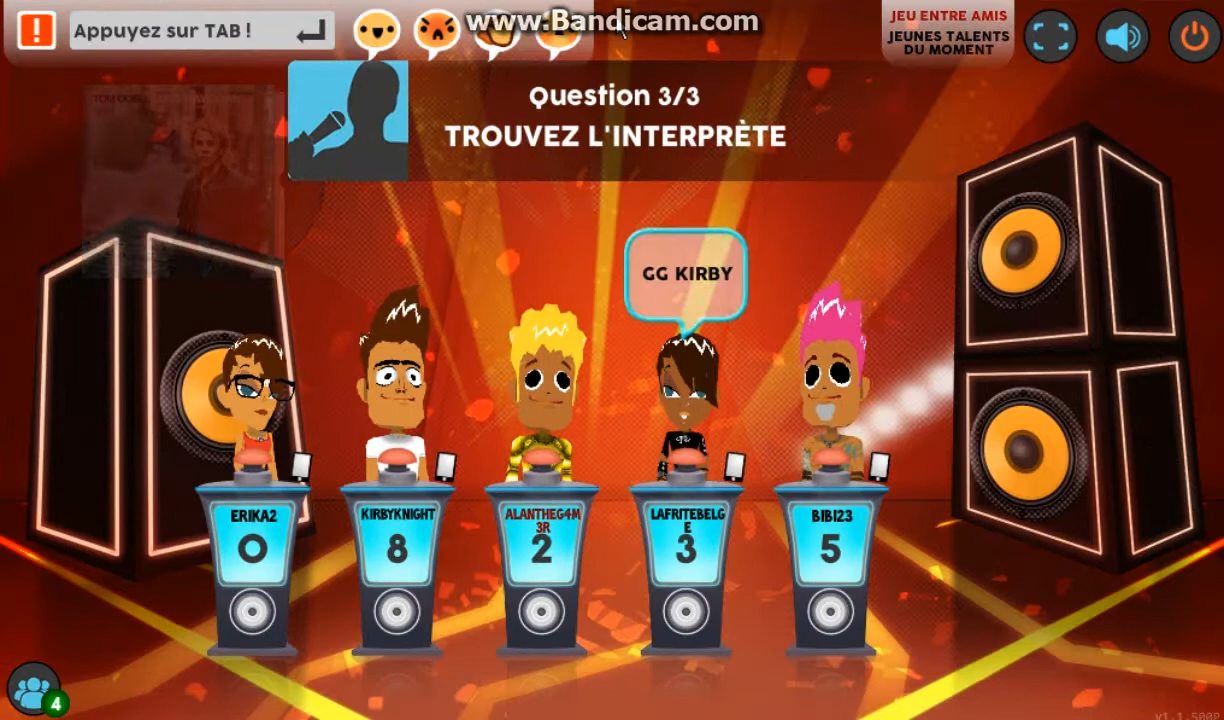 www.Bandicam.com
!
Appuyez sur TAB !
JEU ENTRE AMIS
JEUNES TALENTS
DU MOMENT
Question 3/3
TROUVEZ L'INTERPRÈTE
GG KIRBY
ERIKA2
0
KIRBYKNIGHT
8
ALANTHEG4M
3R
2
LAFRITEBELG
E
3
BIBI23
5
4